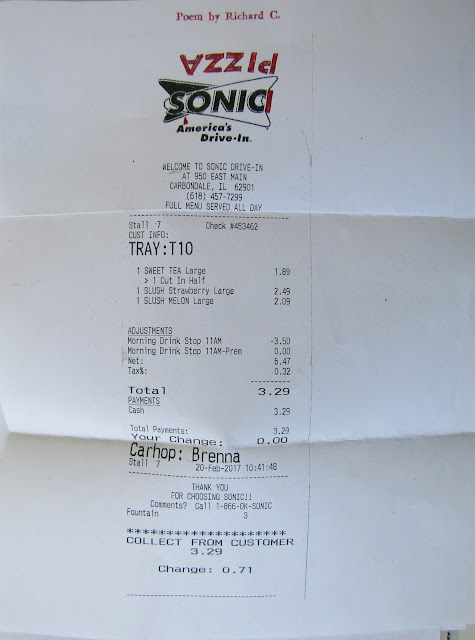 Poem by Richard C.
PIZZA
SONIC
America's
Drive-In
WELCOME TO SONIC DRIVE-IN
AT 950 EAST MAIN
CARBONDALE, IL 62901
(618) 457-7299
FULL MENU SERVED ALL DAY
Stall 7 Check #453462
CUST INFO:
TRAY:T10
1 SWEET TEA Large 1.89
> 1 Cut In Half
1 SLUSH Strawberry Large 2.49
1 SLUSH MELON Large 2.09
ADJUSTMENTS
Morning Drink Stop 11AM -3.50
Morning Drink Stop 11AM-Prem 0.00
Net: 6.47
Tax%: 0.32
Total 3.29
PAYMENTS
Cash 3.29
Total Payments: 3.29
Your Change: 0.00
Carhop: Brenna
Stall 7 20-Feb-2017 10:41:48
THANK YOU
FOR CHOOSING SONIC!!
Comments? Call 1-866-OK-SONIC
Fountain 3
********************
COLLECT FROM CUSTOMER
3.29
Change: 0.71